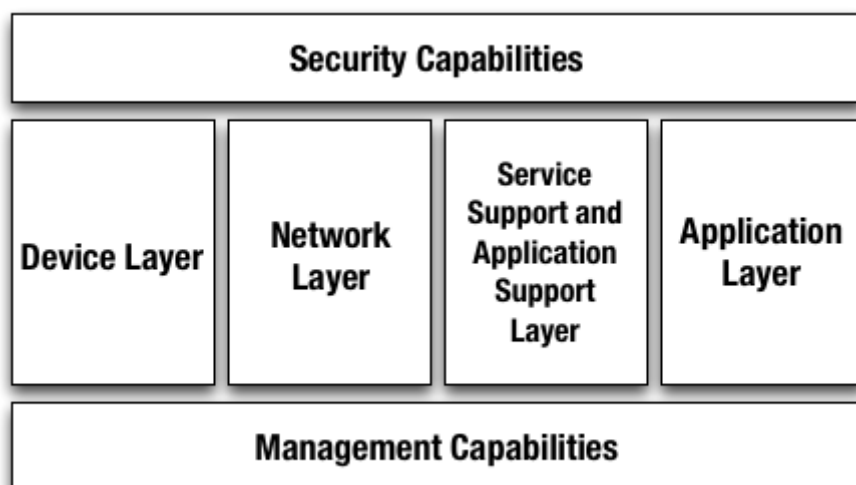 Security Capabilities
Device Layer
Network
Layer
Service
Support and
Application
Support
Layer
Application
Layer
Management Capabilities